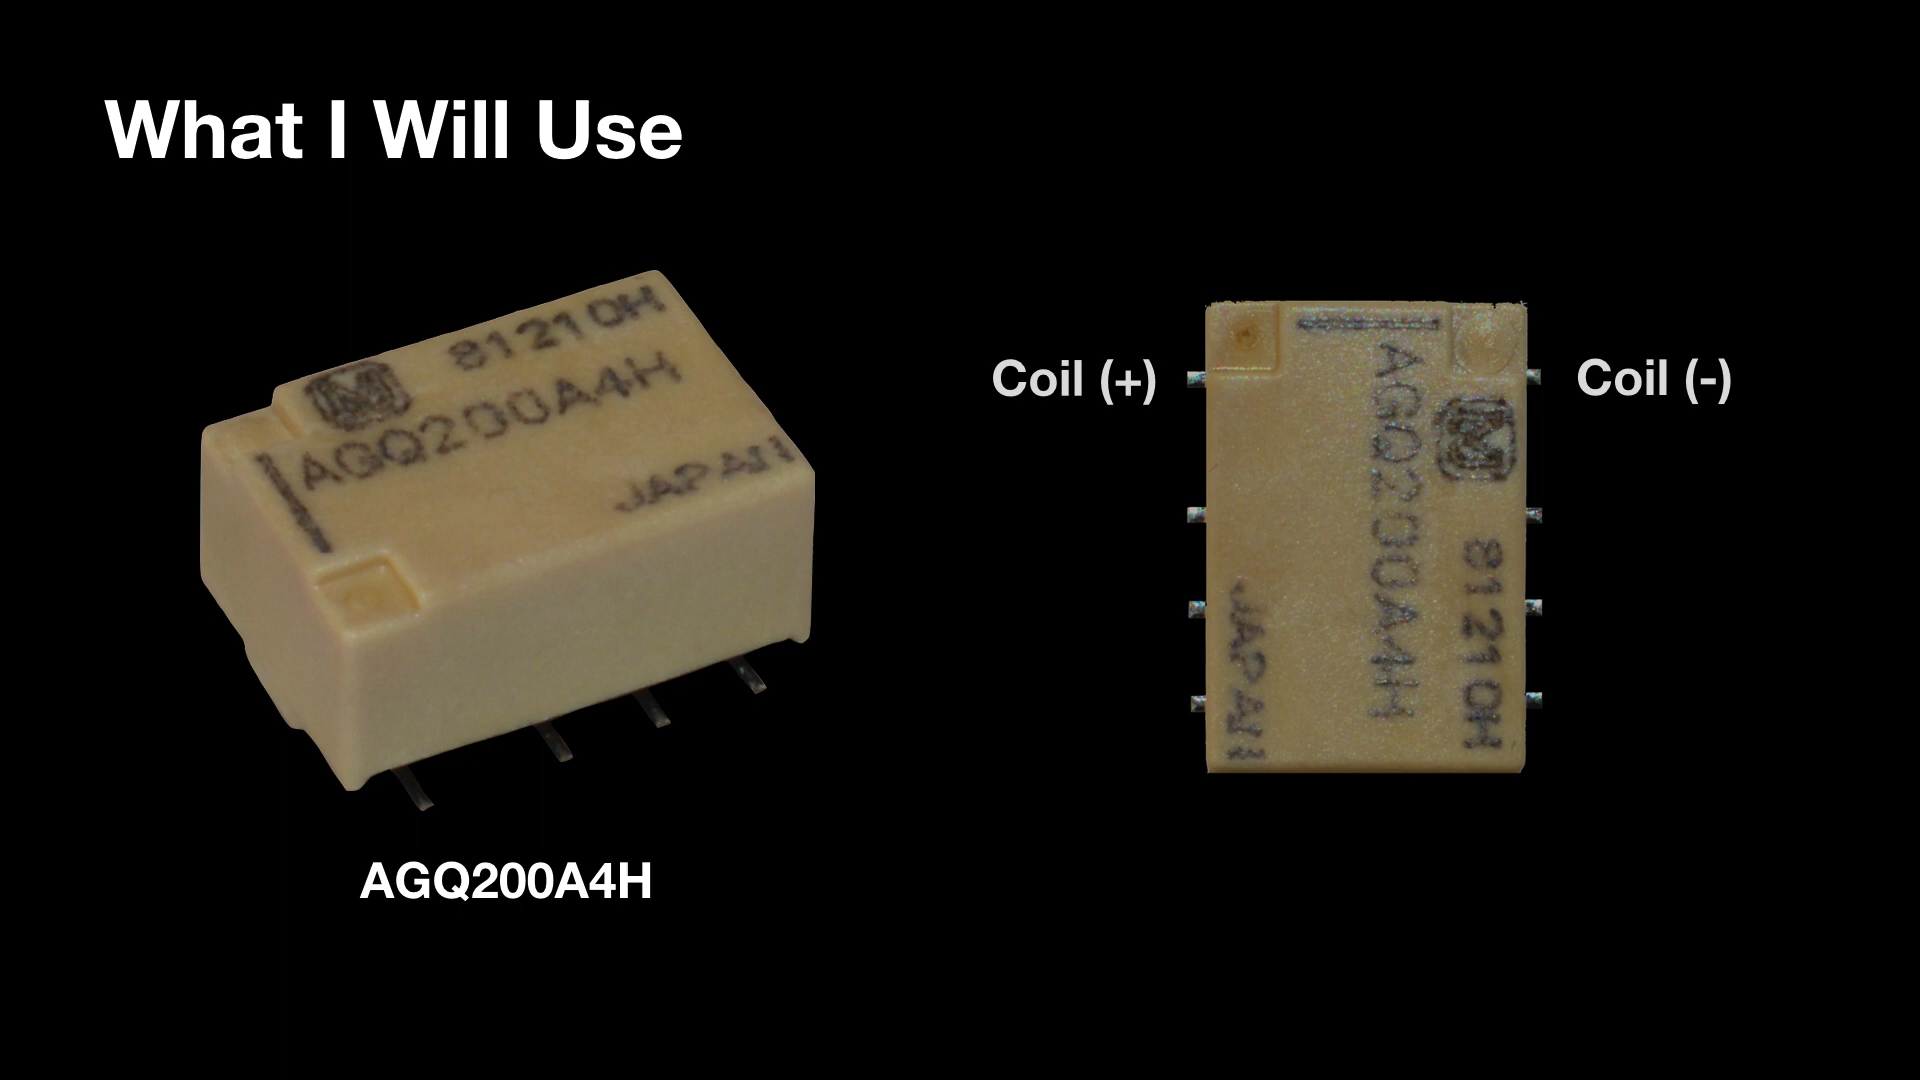 What I Will Use
81210H
M
AGQ200A4H
JAPAN
AGQ200A4H
Coil (+)
Coil (-)
M
AGQ200A4H
81210H
JAPAN